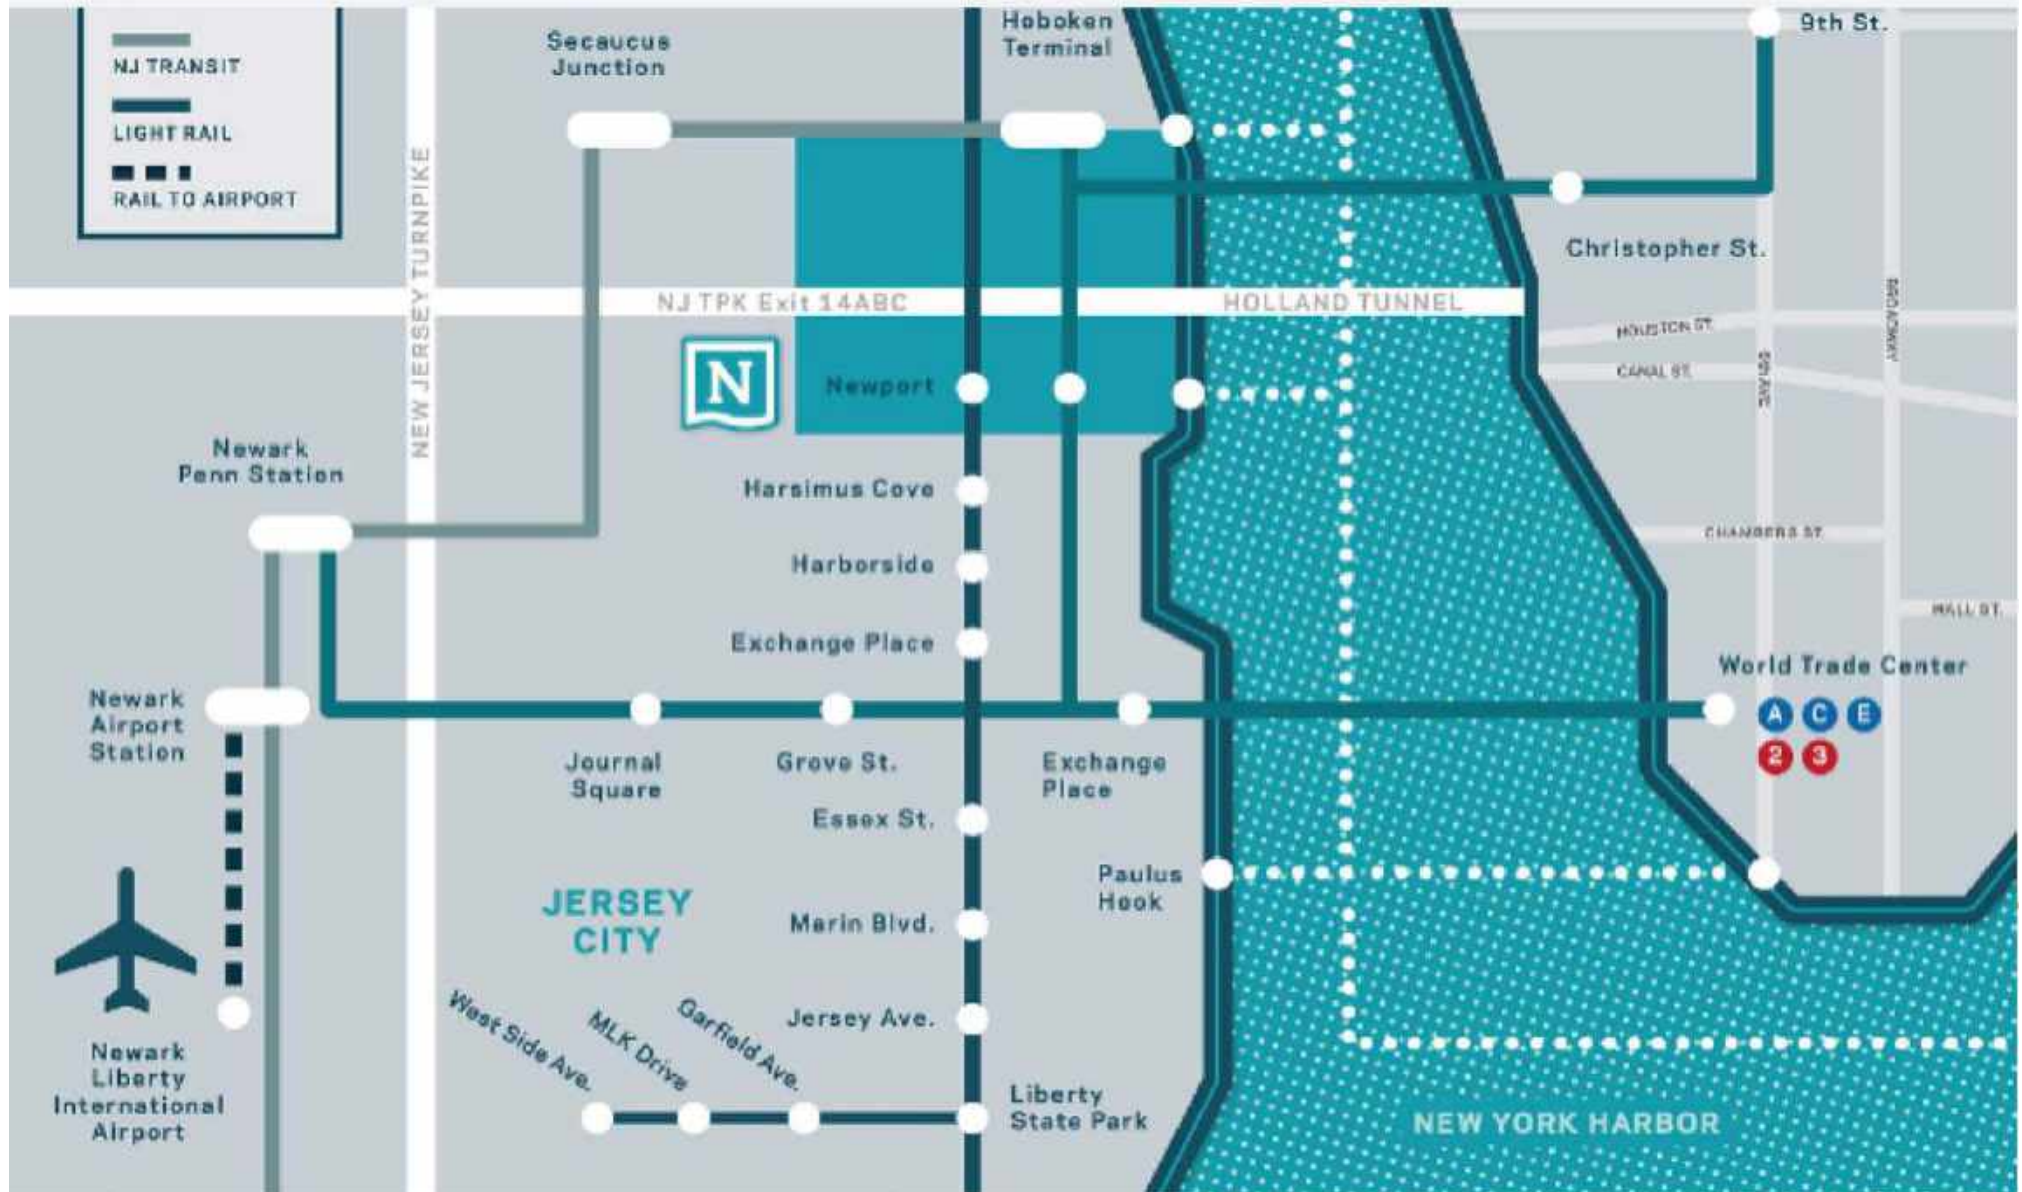 NJ TRANSIT
LIGHT RAIL
RAIL TO AIRPORT
NEW JERSEY TURNPIKE
Secaucus
Junction
Hoboken
Terminal
9th St.
Christopher St.
NJ TPK Exit 14ABC
HOLLAND TUNNEL
HOUSTON ST.
CANAL ST.
BROADWAY
N
Newport
Newark
Penn Station
Harsimus Cove
Harborside
Exchange Place
CHAMBERS ST.
WALL ST.
World Trade Center
A C E
2 3
Newark
Airport
Station
Journal
Square
Grove St.
Exchange
Place
Essex St.
Paulus
Hook
JERSEY
CITY
Marin Blvd.
Jersey Ave.
West Side Ave.
MLK Drive
Garfield Ave.
Liberty
State Park
Newark
Liberty
International
Airport
NEW YORK HARBOR